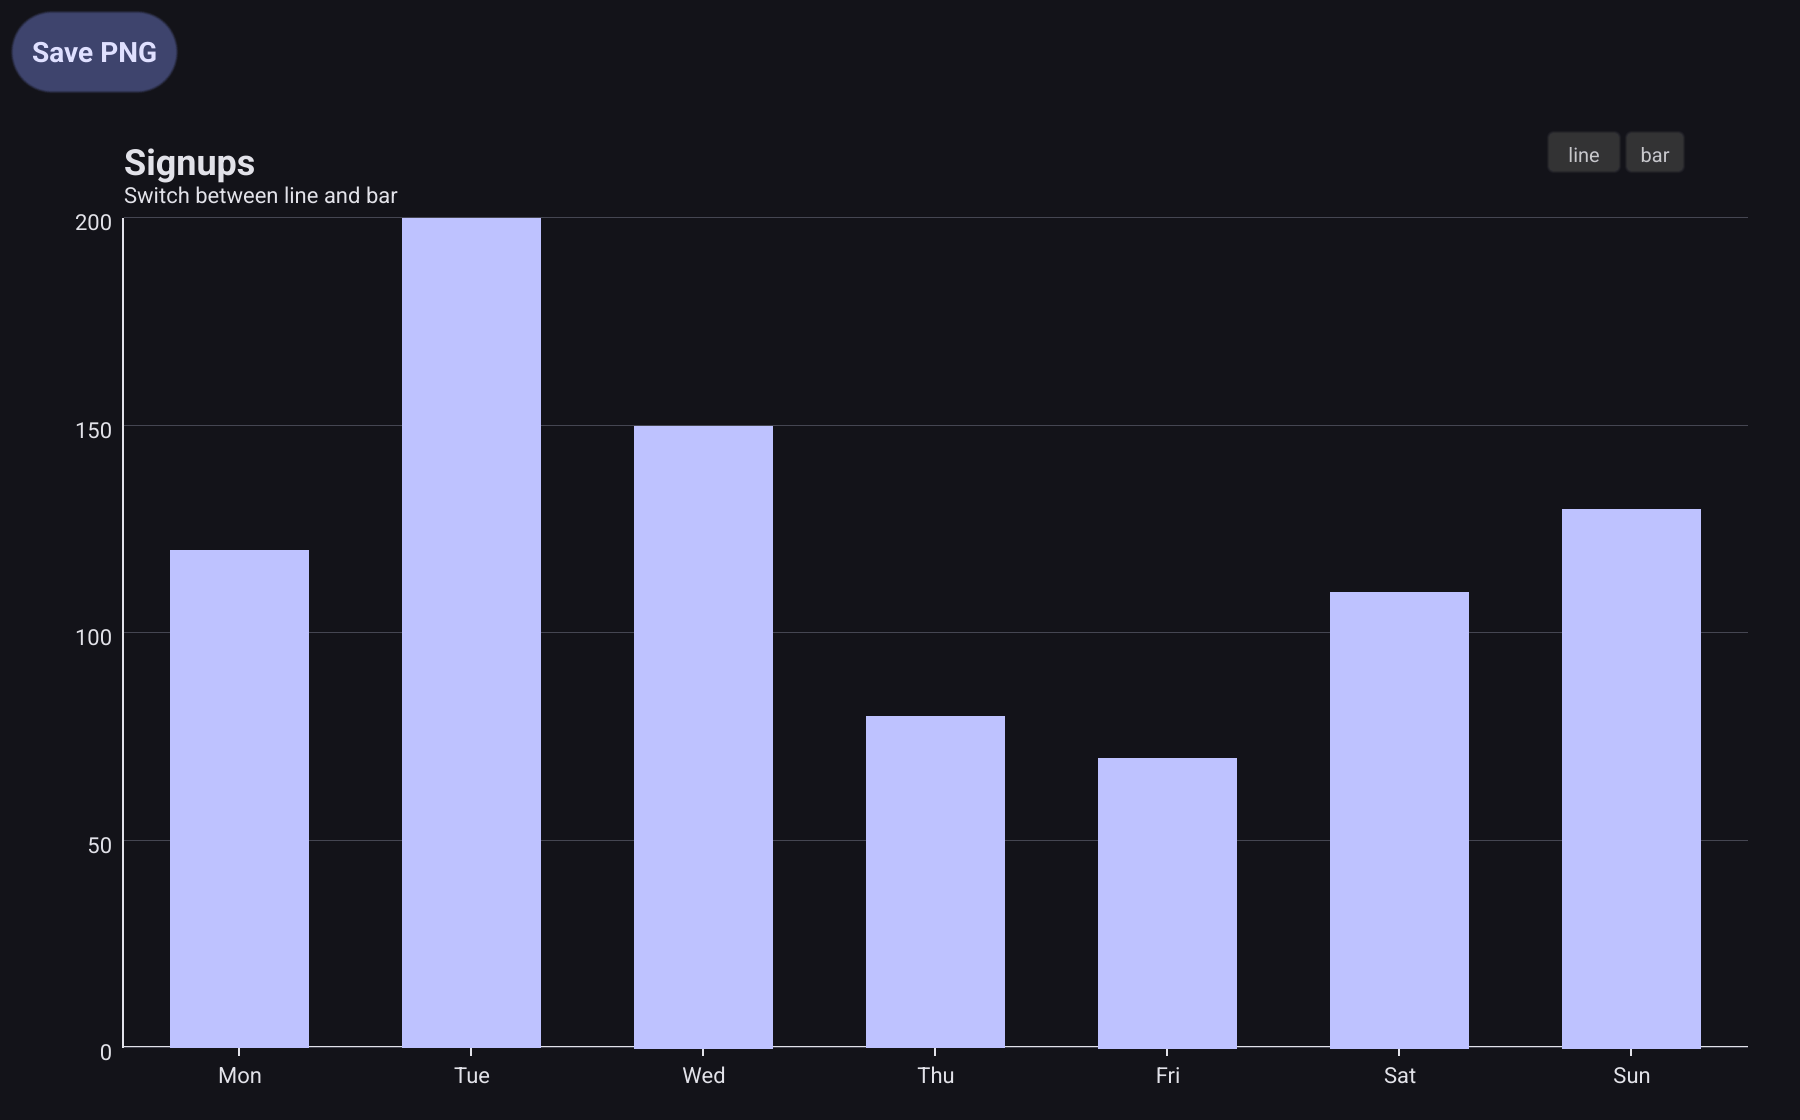 Save PNG
Signups
line
bar
Switch between line and bar
200
150
100
50
0
Mon
Tue
Wed
Thu
Fri
Sat
Sun